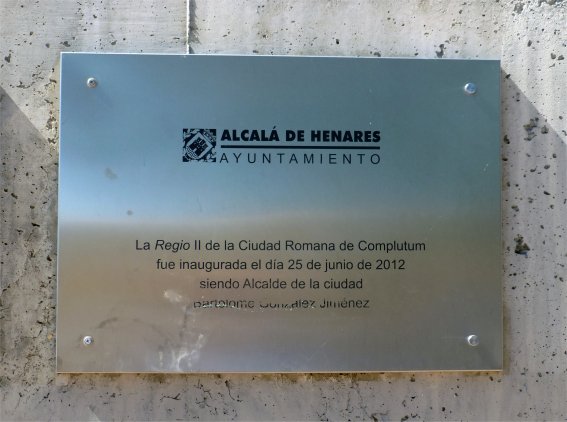 ALCALÁ DE HENARES
AYUNTAMIENTO
La Regio II de la Ciudad Romana de Complutum
fue inaugurada el día 25 de junio de 2012
siendo Alcalde de la ciudad
Bartolomé González Jiménez